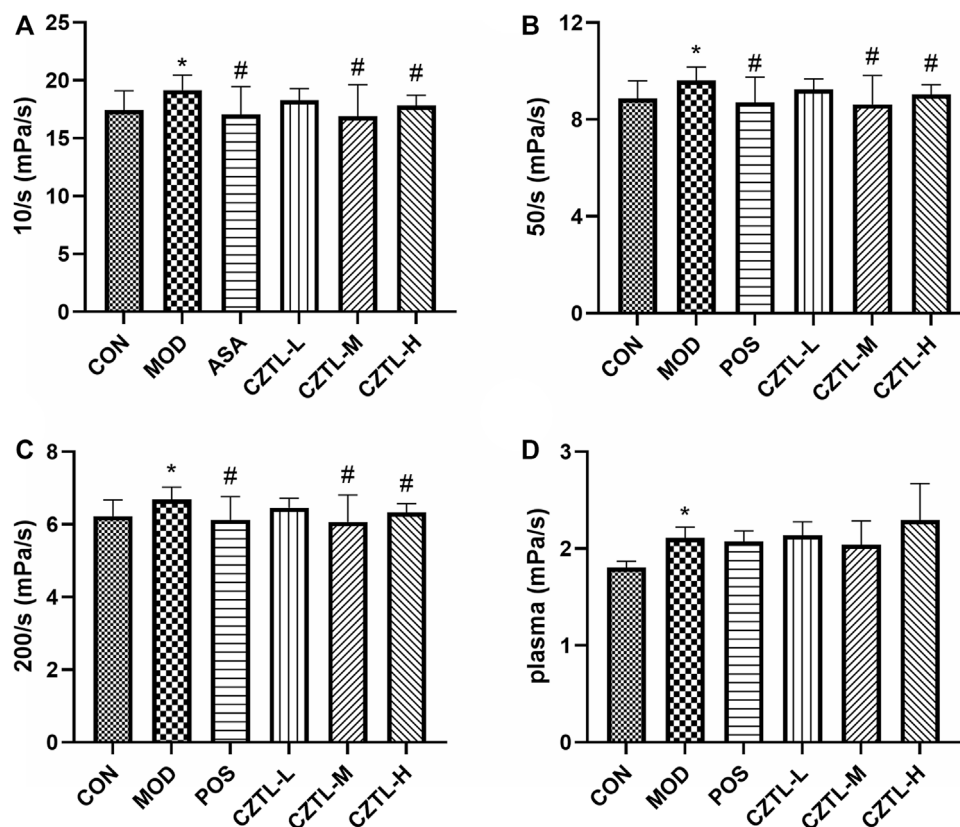 A
10/s (mPa/s)
25
20
15
10
5
0
* # # #
CON MOD ASA CZTL-L CZTL-M CZTL-H
B
50/s (mPa/s)
12
8
4
0
* # # #
CON MOD POS CZTL-L CZTL-M CZTL-H
C
200/s (mPa/s)
8
6
4
2
0
* # # #
CON MOD POS CZTL-L CZTL-M CZTL-H
D
plasma (mPa/s)
3
2
1
0
*
CON MOD POS CZTL-L CZTL-M CZTL-H